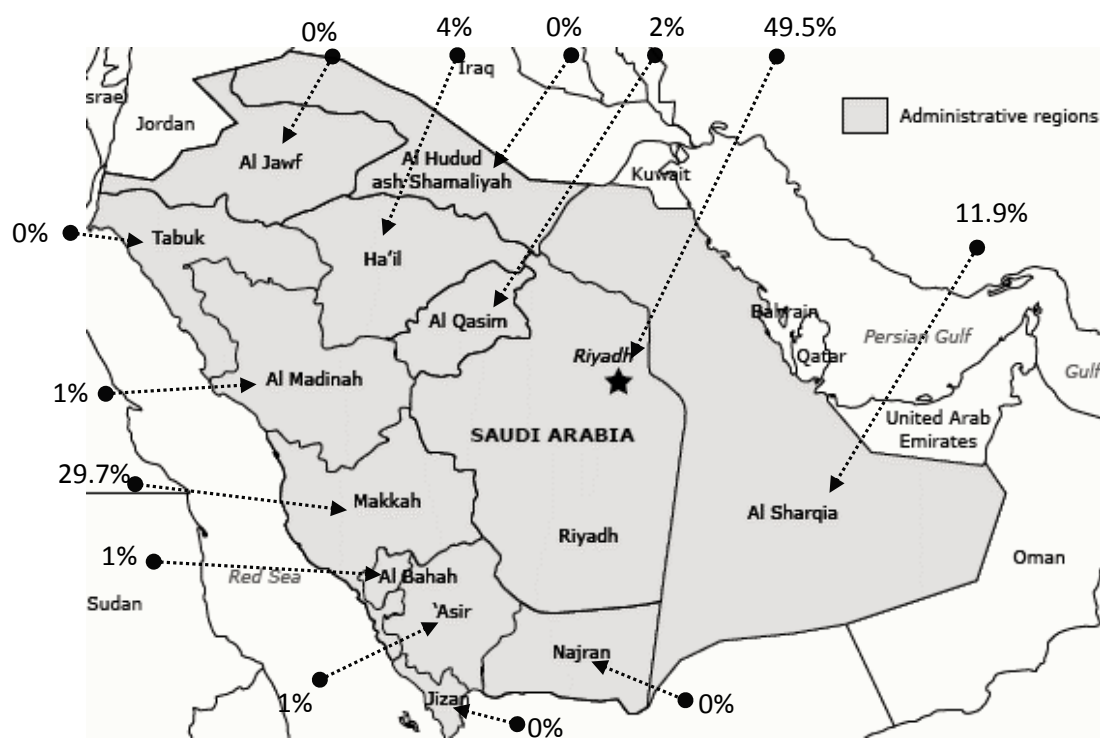 0%
4%
0%
2%
49.5%
Iraq
srael
Jordan
Administrative regions
Al Jawf
Al Hudud
ash Shamaliyah
Kuwait
11.9%
0%
Tabuk
Ha'il
Al Qasim
Bahrain
Persian Gulf
Riyadh
Qatar
Gulf
1%
Al Madinah
United Arab
Emirates
SAUDI ARABIA
29.7%
Makkah
Al Sharqia
Riyadh
1%
Red Sea
Al Bahah
Oman
Sudan
'Asir
Najran
1%
Jizan
0%
0%